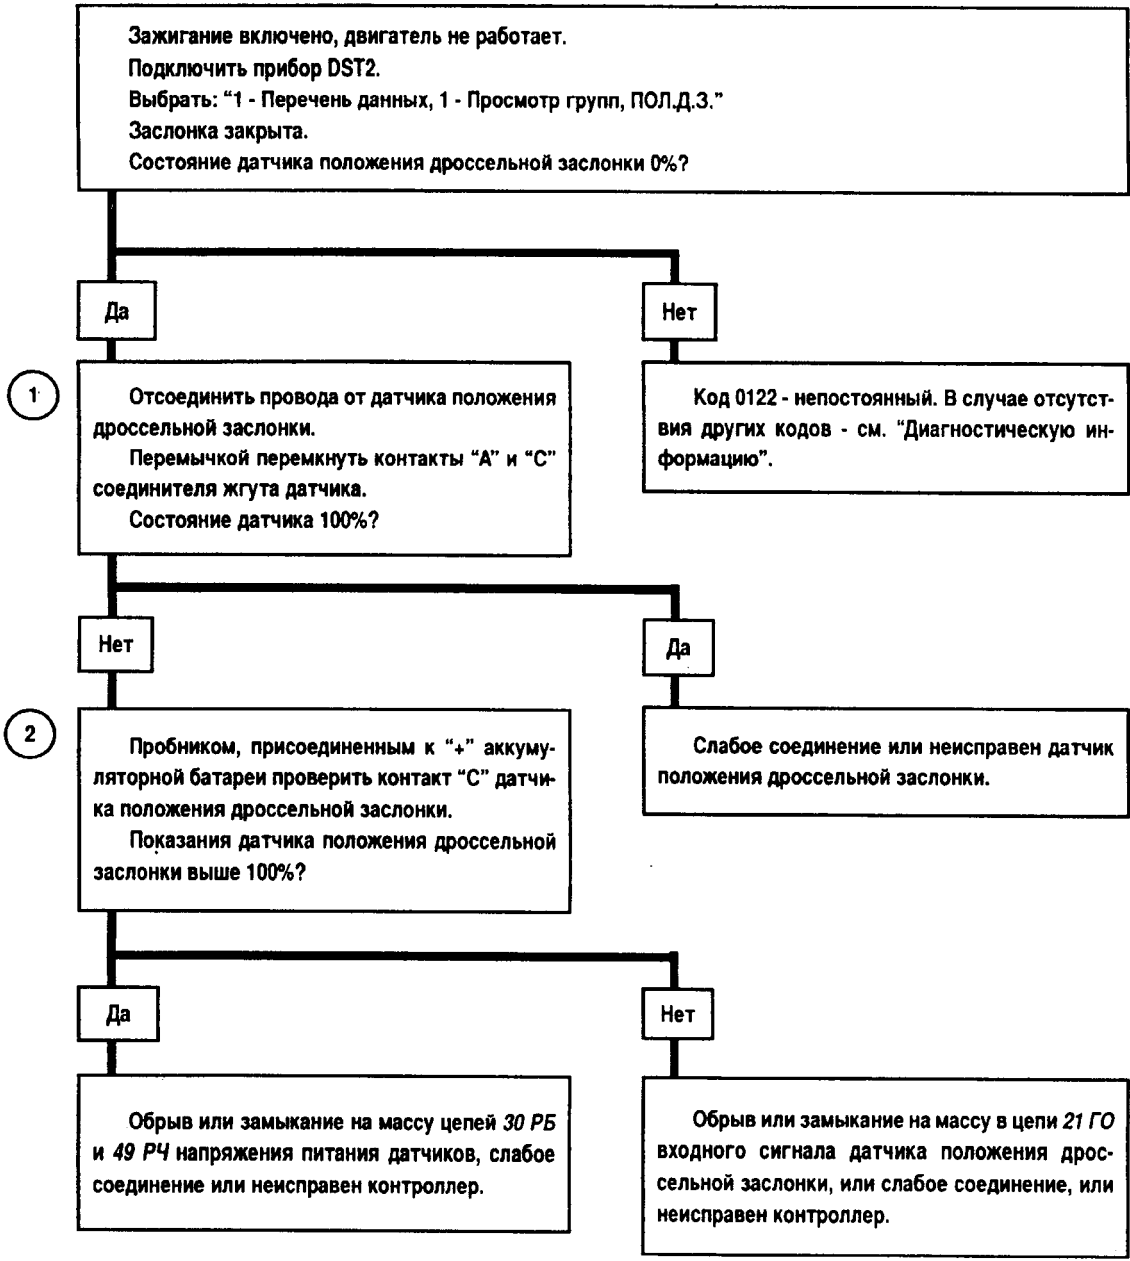 Зажигание включено, двигатель не работает.
Подключить прибор DST2.
Выбрать: “1 - Перечень данных, 1 - Просмотр групп, ПОЛ.Д.З.”
Заслонка закрыта.
Состояние датчика положения дроссельной заслонки 0%?
Да
Нет
1
Отсоединить провода от датчика положения
дроссельной заслонки.
Перемычкой перемкнуть контакты “А” и “С”
соединителя жгута датчика.
Состояние датчика 100%?
Код 0122 - непостоянный. В случае отсутст-
вия других кодов - см. “Диагностическую ин-
формацию”.
Нет
Да
2
Пробником, присоединенным к “+” аккуму-
ляторной батареи проверить контакт “С” датчи-
ка положения дроссельной заслонки.
Показания датчика положения дроссельной
заслонки выше 100%?
Слабое соединение или неисправен датчик
положения дроссельной заслонки.
Да
Нет
Обрыв или замыкание на массу цепей 30 РБ
и 49 РЧ напряжения питания датчиков, слабое
соединение или неисправен контроллер.
Обрыв или замыкание на массу в цепи 21 ГО
входного сигнала датчика положения дрос-
сельной заслонки, или слабое соединение, или
неисправен контроллер.